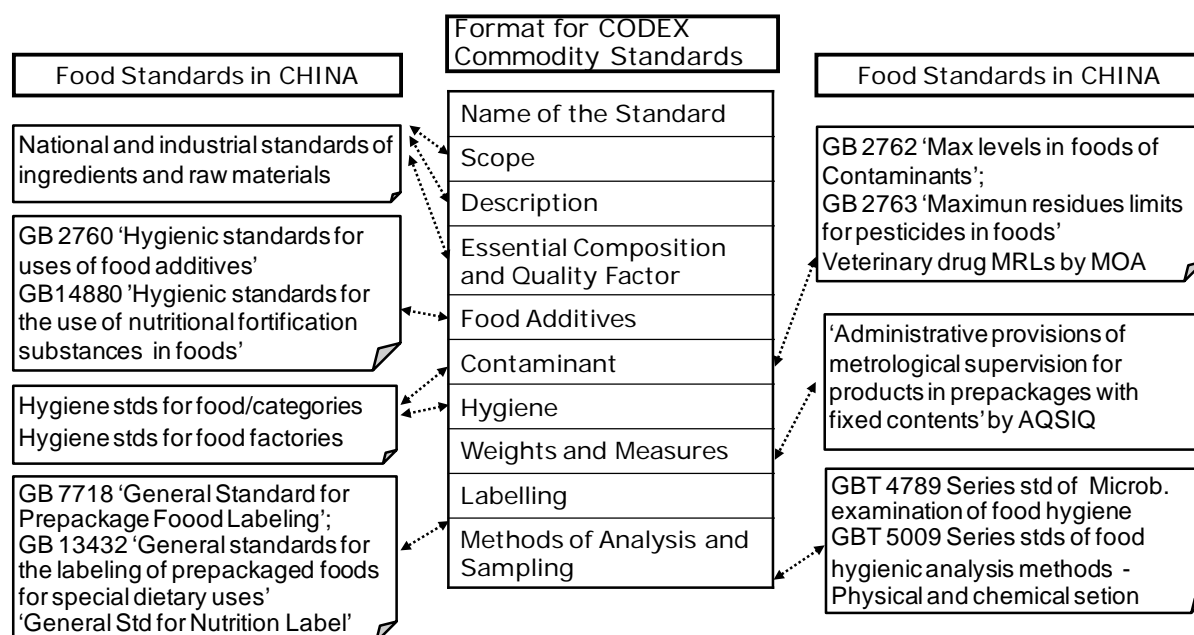 Format for CODEX
Commodity Standards
Food Standards in CHINA
National and industrial standards of
ingredients and raw materials
GB 2760 ‘Hygienic standards for
uses of food additives’
GB14880 ’Hygienic standards for
the use of nutritional fortification
substances in foods’
Hygiene stds for food/categories
Hygiene stds for food factories
GB 7718 ‘General Standard for
Prepackage Foood Labeling’;
GB 13432 ‘General standards for
the labeling of prepackaged foods
for special dietary uses’
‘General Std for Nutrition Label’
Name of the Standard
Scope
Description
Essential Composition
and Quality Factor
Food Additives
Contaminant
Hygiene
Weights and Measures
Labelling
Methods of Analysis and
Sampling
Food Standards in CHINA
GB 2762 ‘Max levels in foods of
Contaminants’;
GB 2763 ‘Maximun residues limits
for pesticides in foods’
Veterinary drug MRLs by MOA
‘Administrative provisions of
metrological supervision for
products in prepackages with
fixed contents’ by AQSIQ
GBT 4789 Series std of Microb.
examination of food hygiene
GBT 5009 Series stds of food
hygienic analysis methods -
Physical and chemical setion